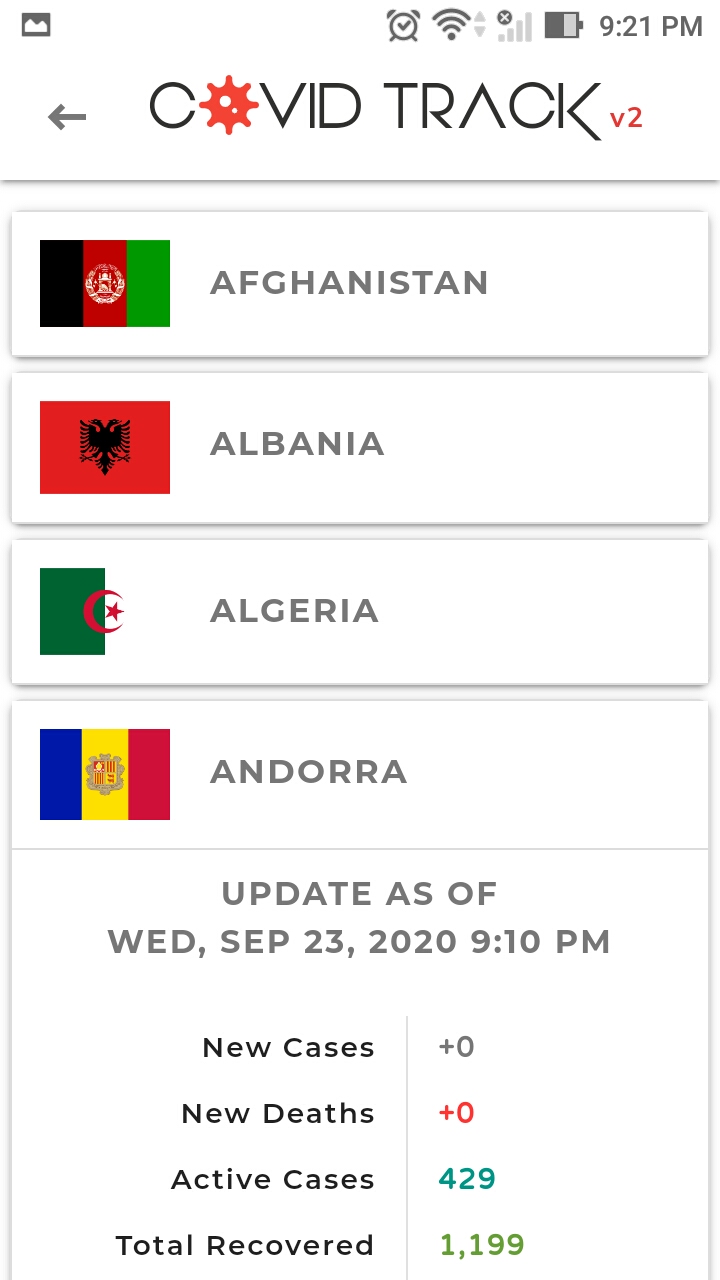 9:21 PM
COVID TRACK v2
AFGHANISTAN
ALBANIA
ALGERIA
ANDORRA
UPDATE AS OF
WED, SEP 23, 2020 9:10 PM
New Cases +0
New Deaths +0
Active Cases 429
Total Recovered 1,199